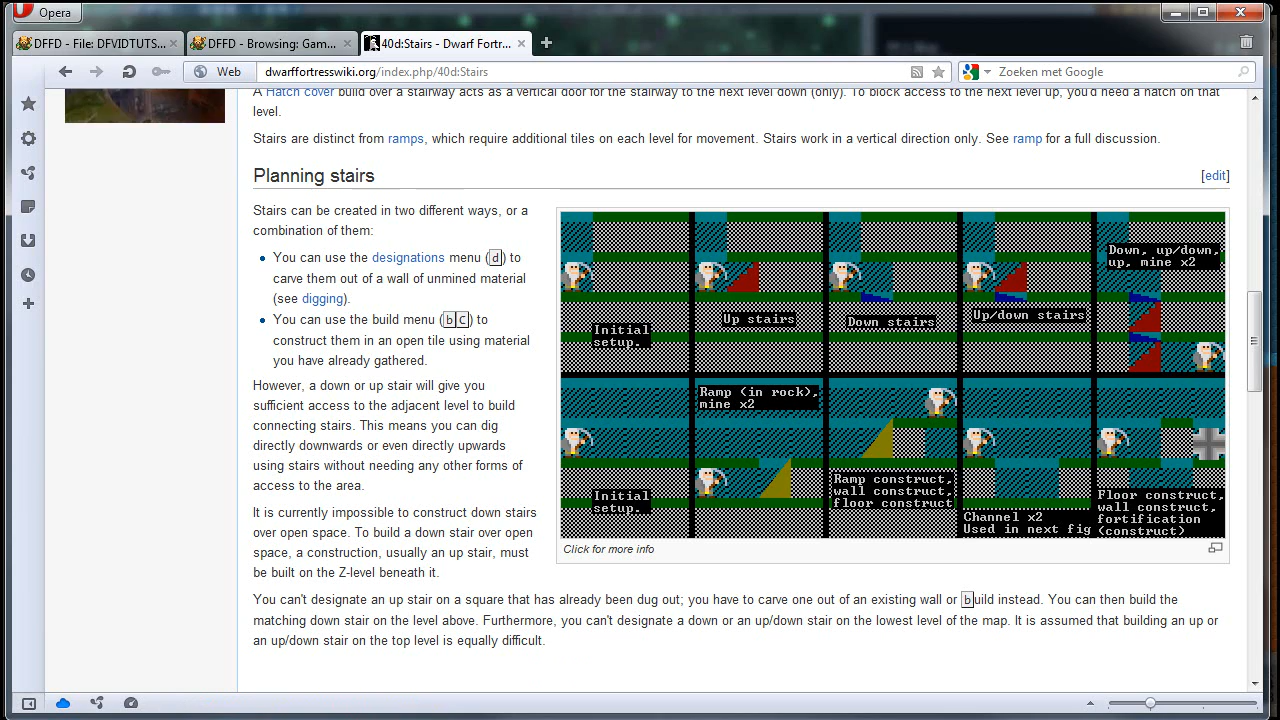 Opera
DFFD - File: DFVIDTUTS...
DFFD - Browsing: Gam...
40d:Stairs - Dwarf Fortr...
Web
dwarffortresswiki.org/index.php/40d:Stairs
Zoeken met Google
A Hatch cover build over a stairway acts as a vertical door for the stairway to the next level down (only). To block access to the next level up, you'd need a hatch on that
level.
Stairs are distinct from ramps, which require additional tiles on each level for movement. Stairs work in a vertical direction only. See ramp for a full discussion.
Planning stairs
[edit]
Stairs can be created in two different ways, or a
combination of them:
You can use the designations menu (d) to
carve them out of a wall of unmined material
(see digging).
You can use the build menu (bC) to
construct them in an open tile using material
you have already gathered.
However, a down or up stair will give you
sufficient access to the adjacent level to build
connecting stairs. This means you can dig
directly downwards or even directly upwards
using stairs without needing any other forms of
access to the area.
It is currently impossible to construct down stairs
over open space. To build a down stair over open
space, a construction, usually an up stair, must
be built on the Z-level beneath it.
Initial
setup.
Up stairs
Down stairs
Up/down stairs
Down, up/down,
up, mine x2
Initial
setup.
Ramp (in rock),
mine x2
Ramp construct,
wall construct,
floor construct
Channel x2
Used in next fig
Floor construct,
wall construct,
fortification
(construct)
Click for more info
You can't designate an up stair on a square that has already been dug out; you have to carve one out of an existing wall or build instead. You can then build the
matching down stair on the level above. Furthermore, you can't designate a down or an up/down stair on the lowest level of the map. It is assumed that building an up or
an up/down stair on the top level is equally difficult.